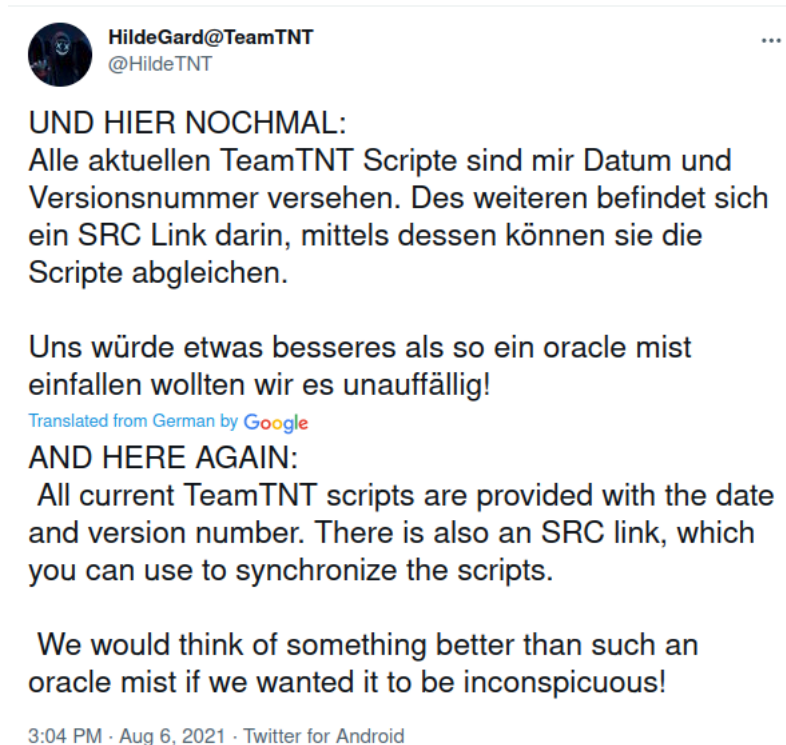 HildeGard@TeamTNT
@HildeTNT
UND HIER NOCHMAL:
Alle aktuellen TeamTNT Scripte sind mir Datum und
Versionsnummer versehen. Des weiteren befindet sich
ein SRC Link darin, mittels dessen können sie die
Scripte abgleichen.
Uns würde etwas besseres als so ein oracle mist
einfallen wollten wir es unauffällig!
Translated from German by Google
AND HERE AGAIN:
All current TeamTNT scripts are provided with the date
and version number. There is also an SRC link, which
you can use to synchronize the scripts.
We would think of something better than such an
oracle mist if we wanted it to be inconspicuous!
3:04 PM · Aug 6, 2021 · Twitter for Android